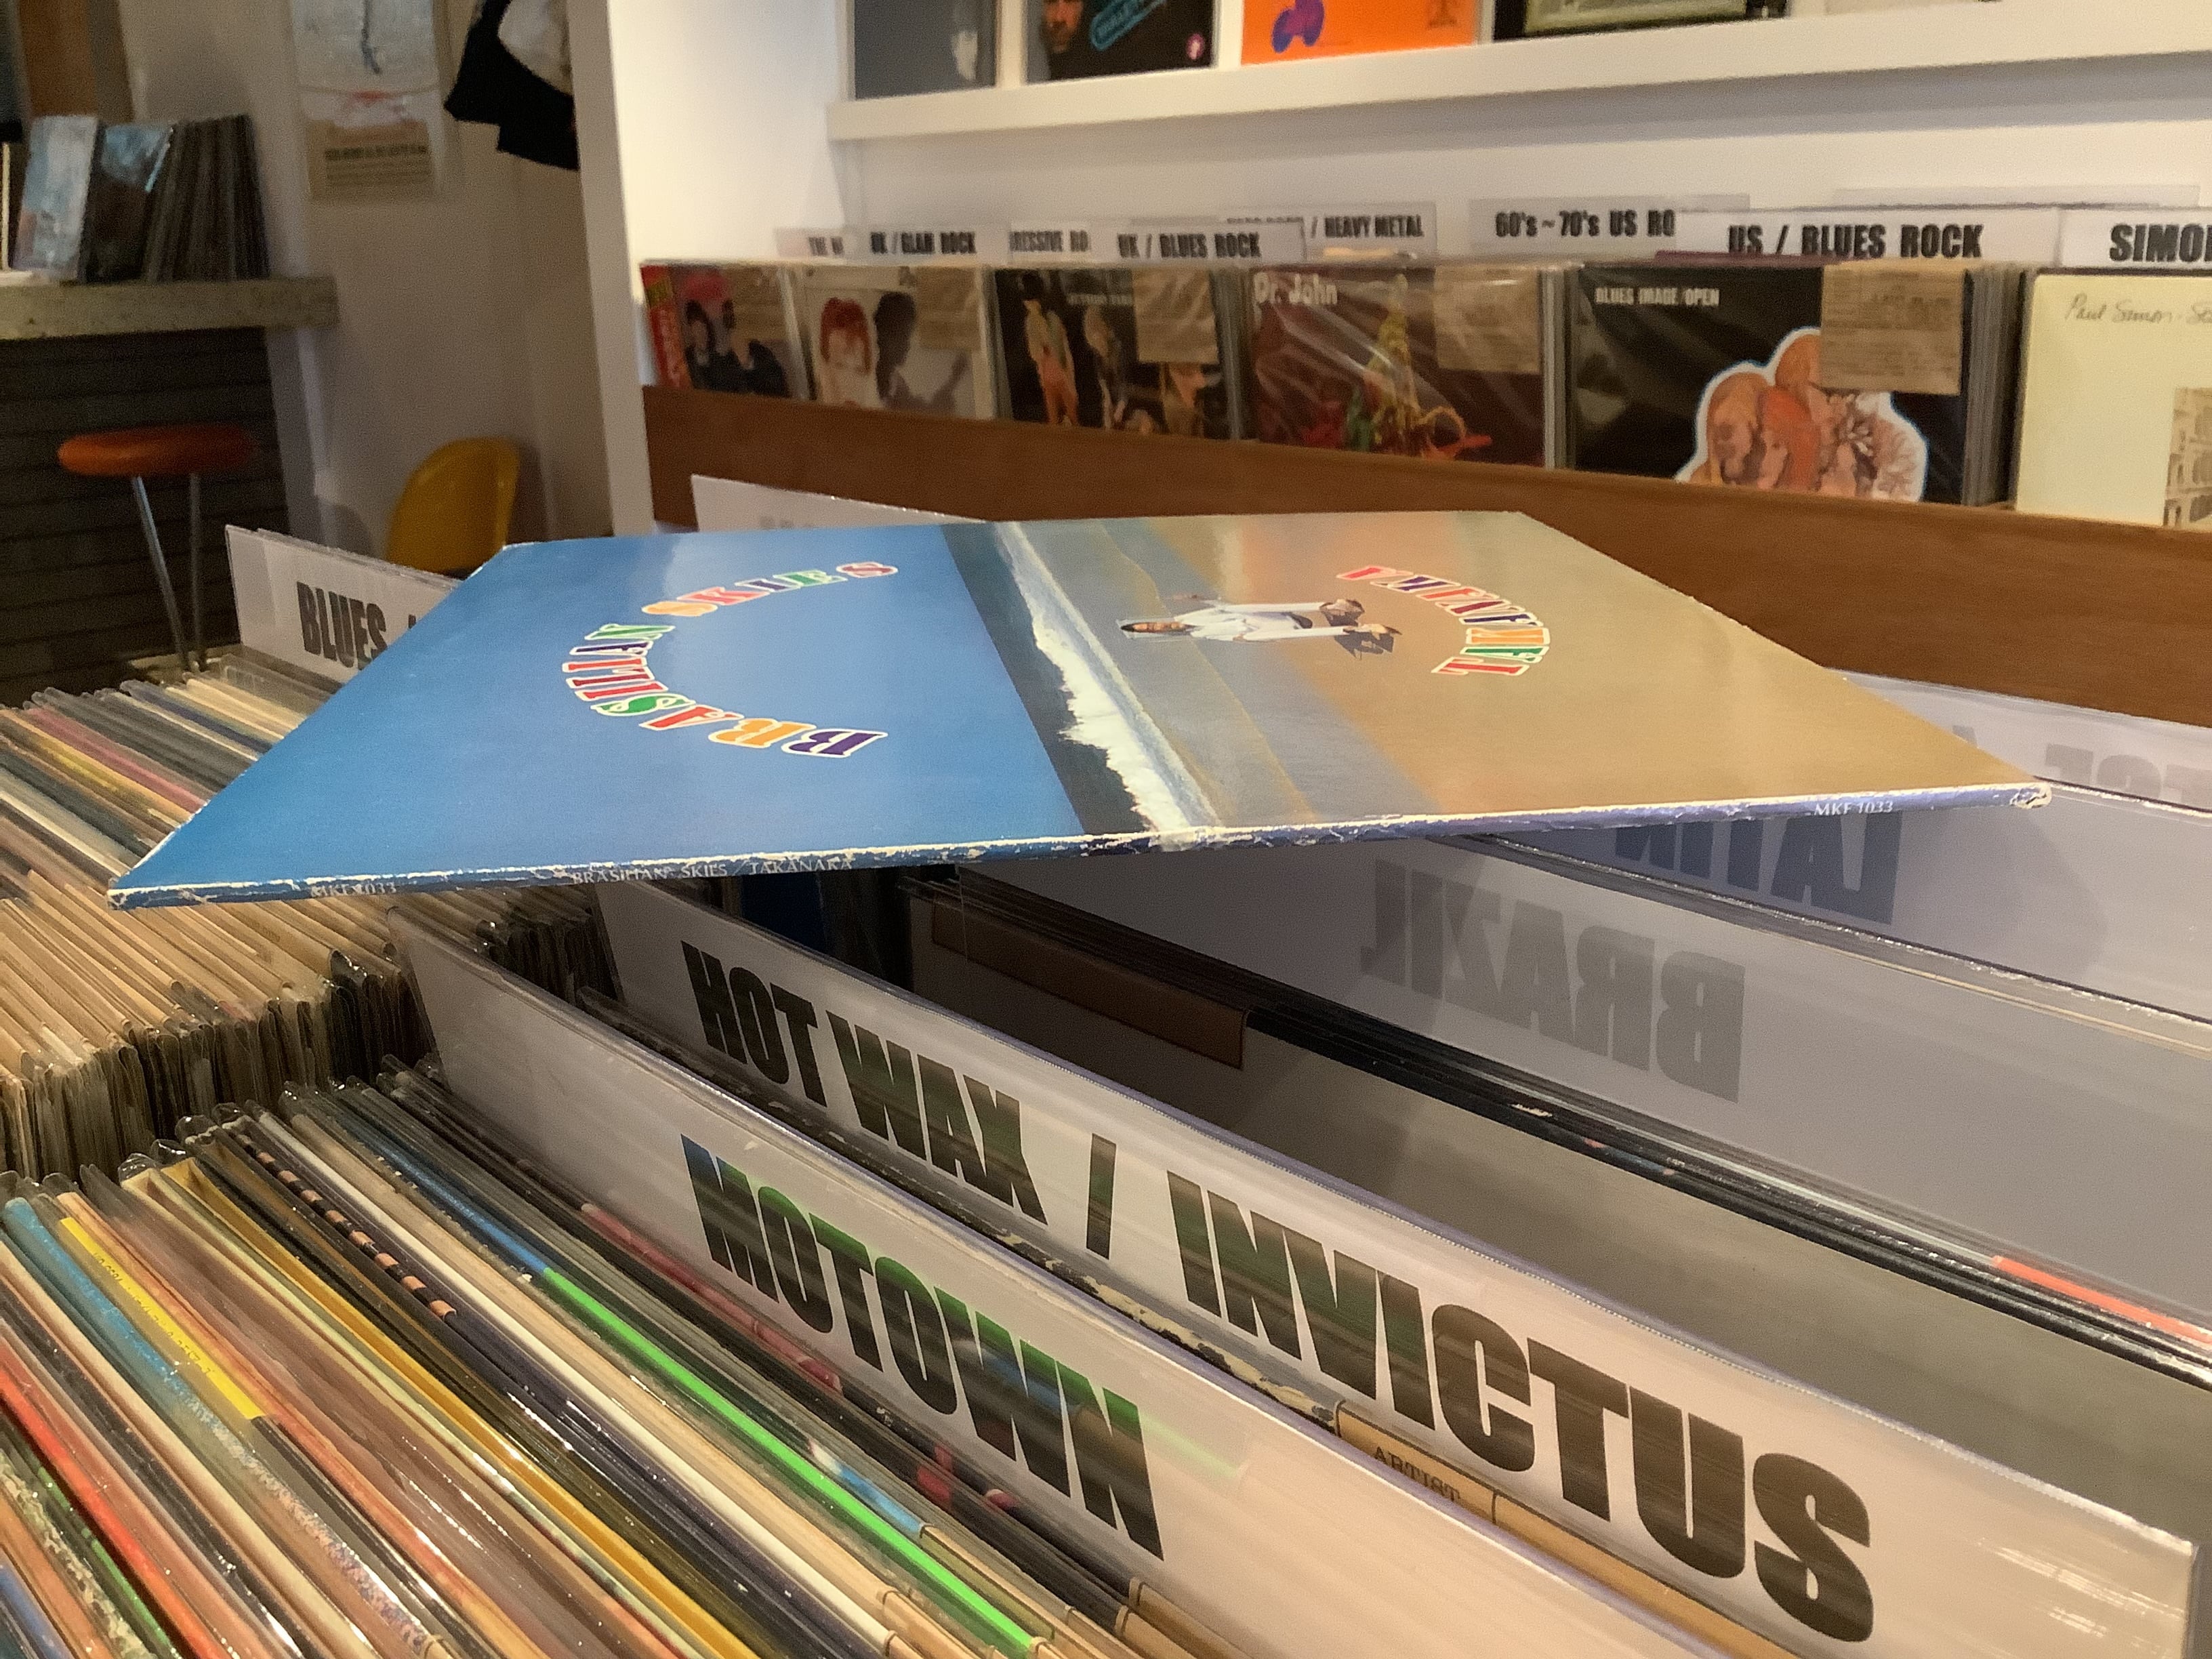 UK / GLAM ROCK
UK / BLUES ROCK
/ HEAVY METAL
60's ~ 70's US RO
US / BLUES ROCK
SIMO
Dr. John
BLUES IMAGE OPEN
Paul Simon
BLUES /
BRASILIAN SKIES
TAKANAKA
MKF 1033
BRASILIAN SKIES / TAKANAKA
MKF 1033
LATIN
BRAZIL
HOT WAX / INVICTUS
MOTOWN
ARTIST